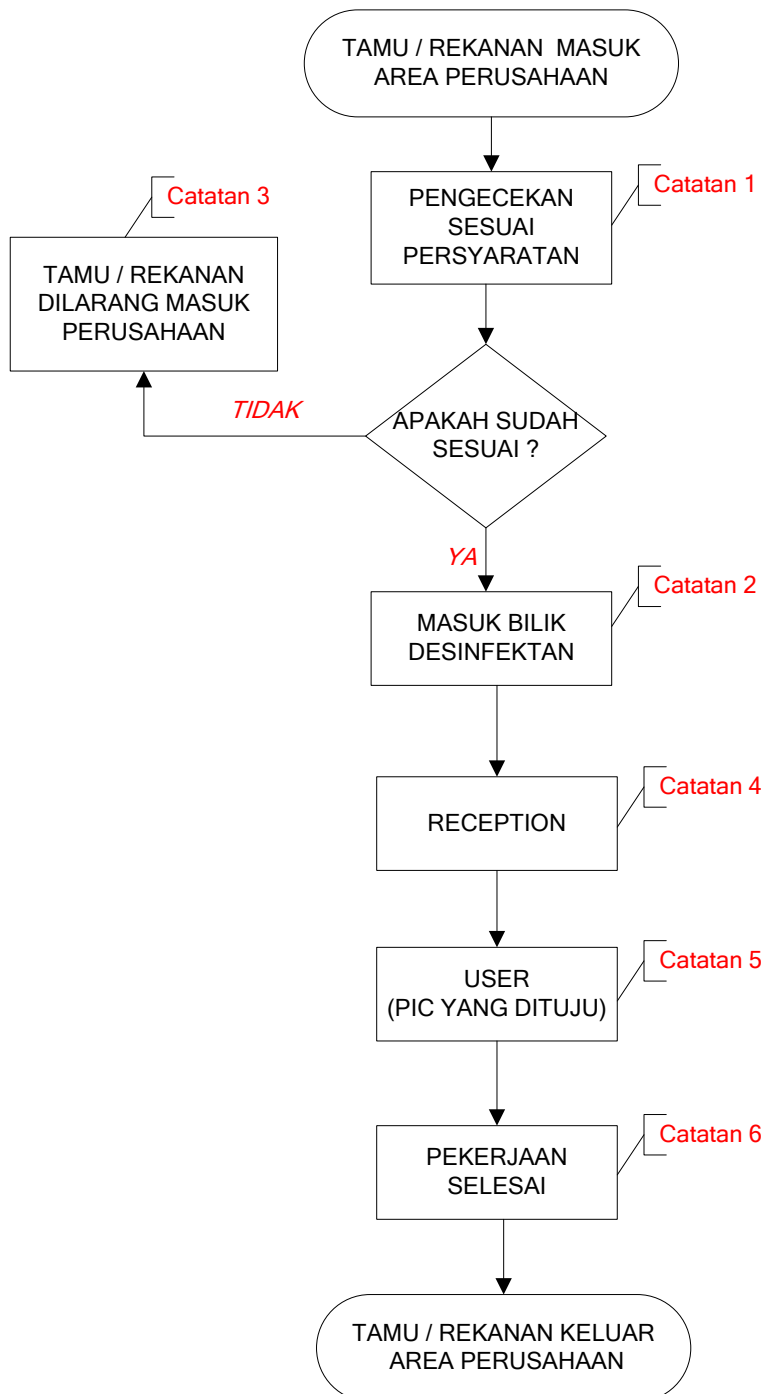 TAMU / REKANAN MASUK
AREA PERUSAHAAN
Catatan 1
PENGECEKAN
SESUAI
PERSYARATAN
Catatan 3
TAMU / REKANAN
DILARANG MASUK
PERUSAHAAN
TIDAK
APAKAH SUDAH
SESUAI ?
YA
Catatan 2
MASUK BILIK
DESINFEKTAN
Catatan 4
RECEPTION
Catatan 5
USER
(PIC YANG DITUJU)
Catatan 6
PEKERJAAN
SELESAI
TAMU / REKANAN KELUAR
AREA PERUSAHAAN